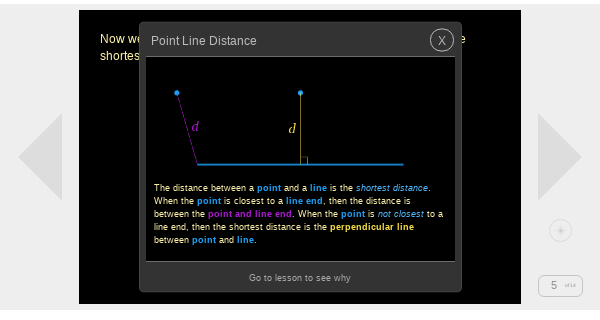 Now we
e
shortes
Point Line Distance
X
d
d
The distance between a point and a line is the shortest distance.
When the point is closest to a line end, then the distance is
between the point and line end. When the point is not closest to a
line end, then the shortest distance is the perpendicular line
between point and line.
Go to lesson to see why
5 of 14